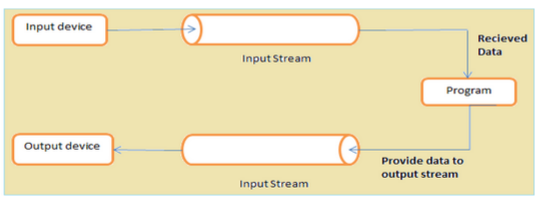 Input device
Input Stream
Recieved
Data
Program
Output device
Input Stream
Provide data to
output stream